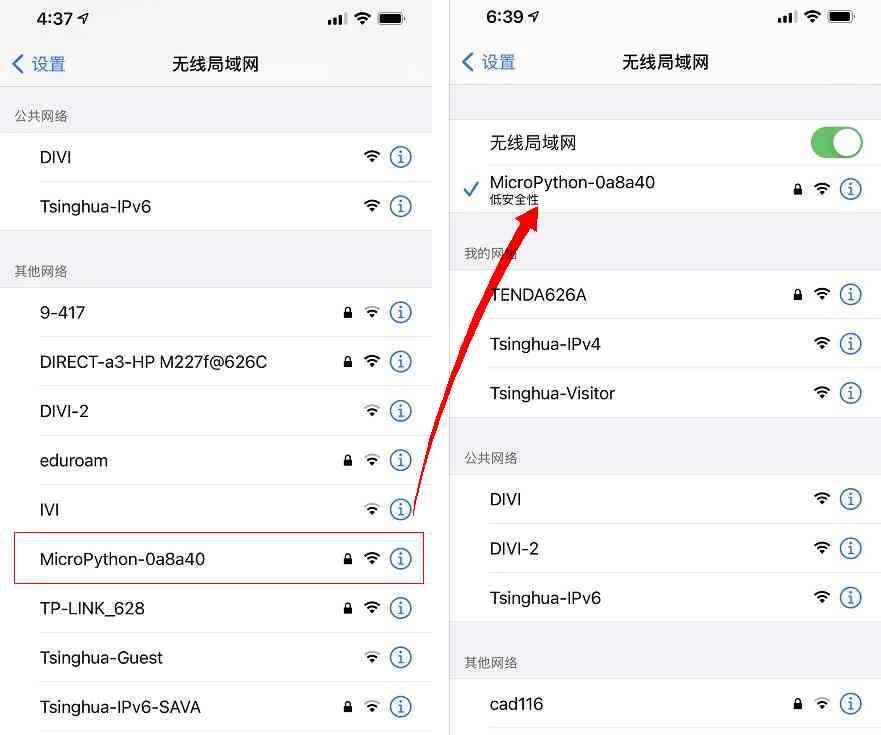 4:37
设置
无线局域网
公共网络
DIVI
Tsinghua-IPv6
其他网络
9-417
DIRECT-a3-HP M227f@626C
DIVI-2
eduroam
IVI
MicroPython-0a8a40
TP-LINK_628
Tsinghua-Guest
Tsinghua-IPv6-SAVA
6:39
设置
无线局域网
无线局域网
MicroPython-0a8a40
低安全性
我的网络
TENDA626A
Tsinghua-IPv4
Tsinghua-Visitor
公共网络
DIVI
DIVI-2
Tsinghua-IPv6
其他网络
cad116